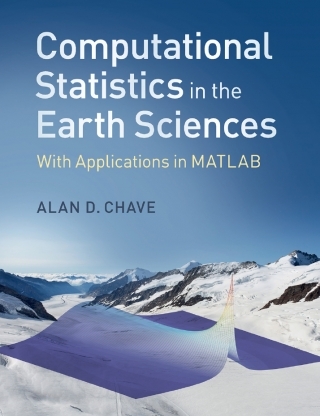 Computational
Statistics in the
Earth Sciences
With Applications in MATLAB
ALAN D. CHAVE